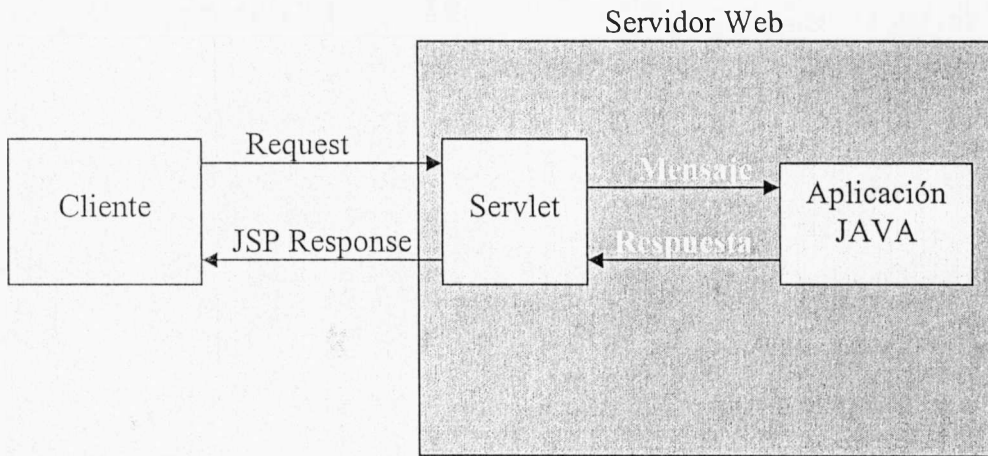 Servidor Web
Request
Cliente
JSP Response
Servlet
Mensaje
Respuesta
Aplicación
JAVA